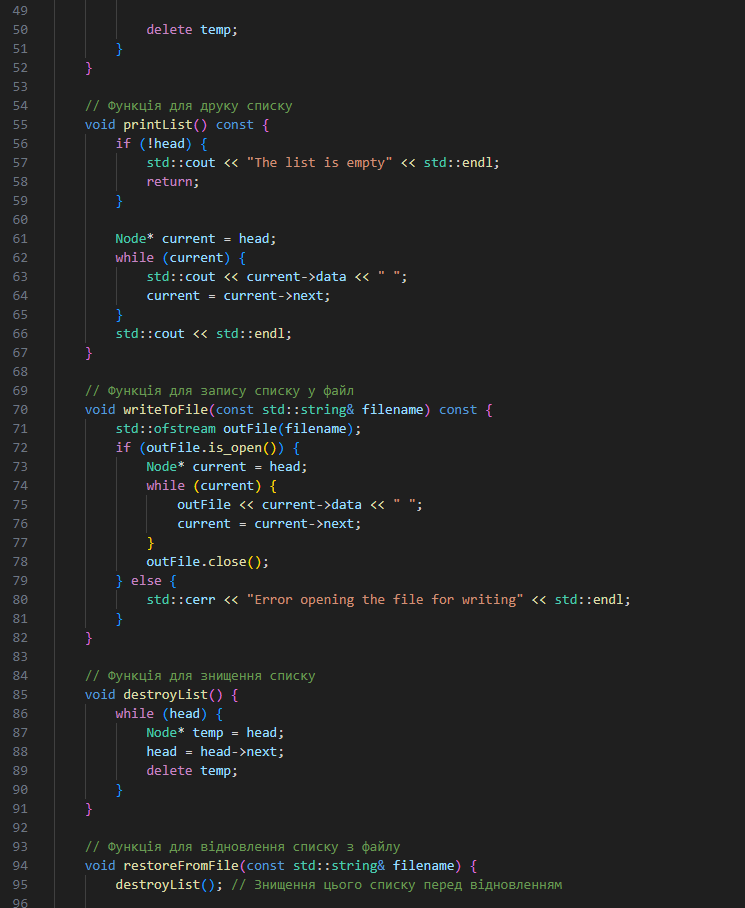 49
50 delete temp;
51 }
52 }
53
54 // Функція для друку списку
55 void printList() const {
56 if (!head) {
57 std::cout << "The list is empty" << std::endl;
58 return;
59 }
60
61 Node* current = head;
62 while (current) {
63 std::cout << current->data << " ";
64 current = current->next;
65 }
66 std::cout << std::endl;
67 }
68
69 // Функція для запису списку у файл
70 void writeToFile(const std::string& filename) const {
71 std::ofstream outFile(filename);
72 if (outFile.is_open()) {
73 Node* current = head;
74 while (current) {
75 outFile << current->data << " ";
76 current = current->next;
77 }
78 outFile.close();
79 } else {
80 std::cerr << "Error opening the file for writing" << std::endl;
81 }
82 }
83
84 // Функція для знищення списку
85 void destroyList() {
86 while (head) {
87 Node* temp = head;
88 head = head->next;
89 delete temp;
90 }
91 }
92
93 // Функція для відновлення списку з файлу
94 void restoreFromFile(const std::string& filename) {
95 destroyList(); // Знищення цього списку перед відновленням
96